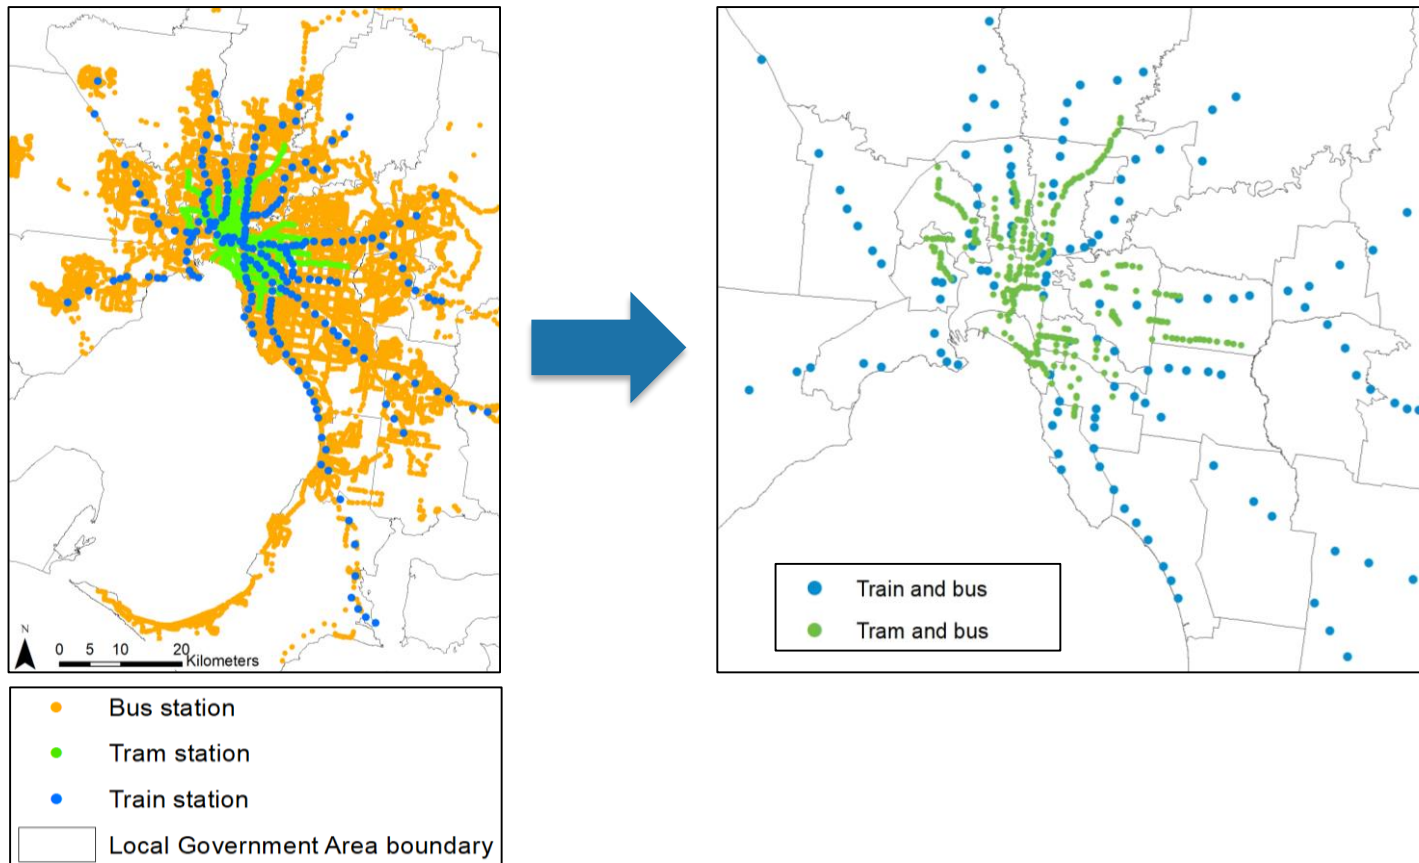 N
0 5 10 20
Kilometers
Bus station
Tram station
Train station
Local Government Area boundary
Train and bus
Tram and bus